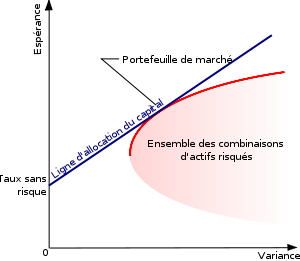 Espérance
Portefeuille de marché
Ligne d'allocation du capital
Ensemble des combinaisons
d'actifs risqués
Taux sans
risque
0
Variance